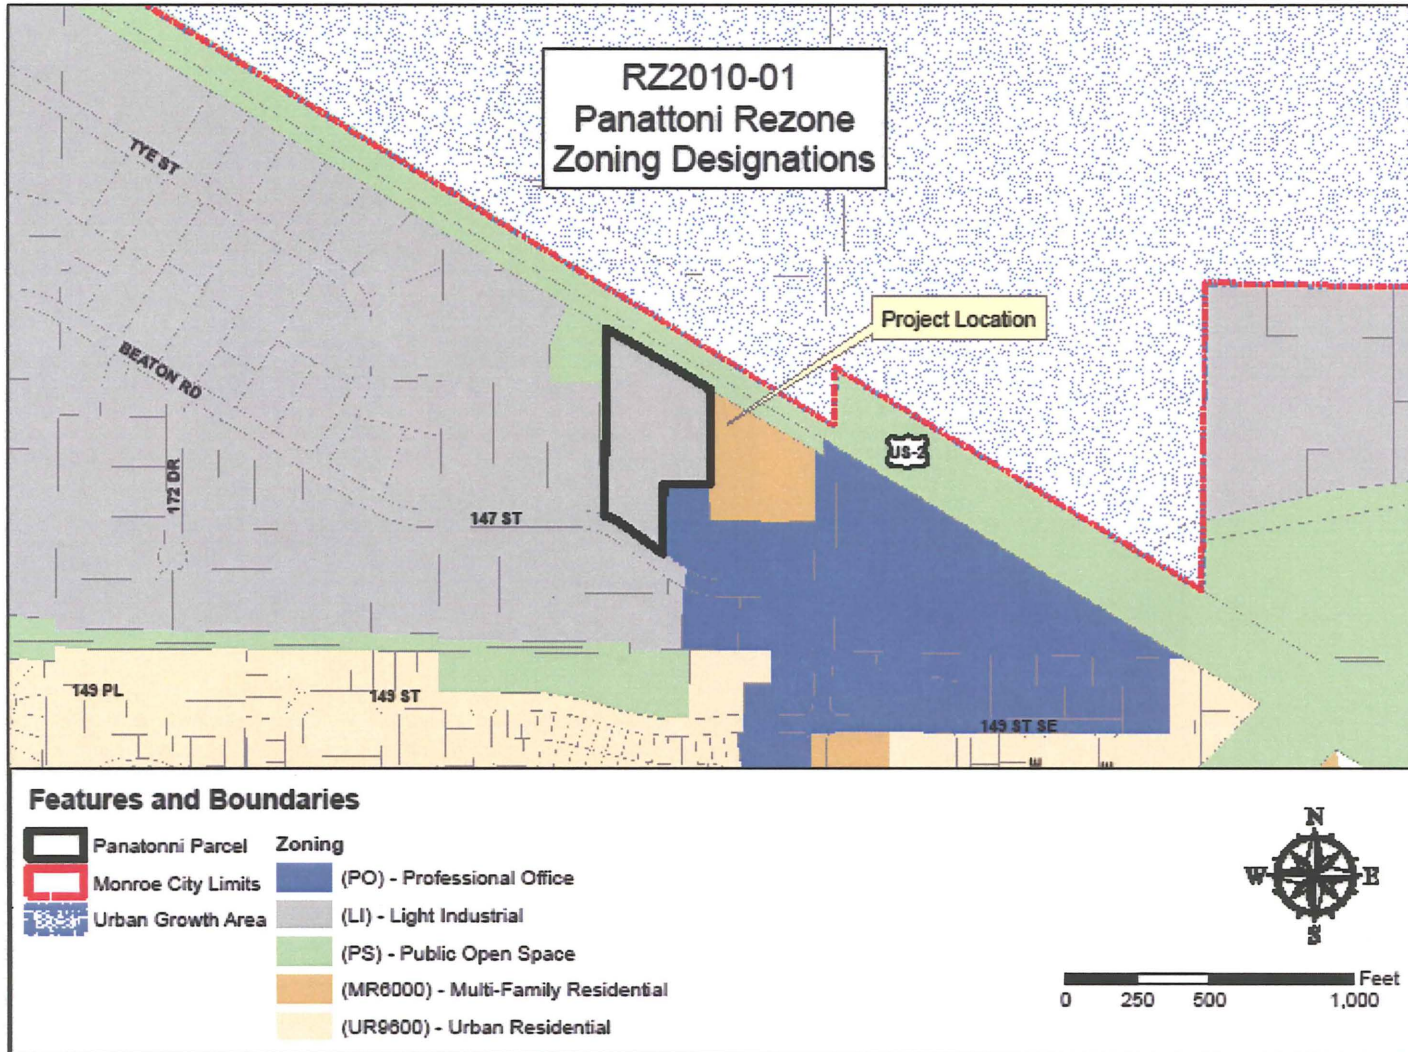 RZ2010-01
Panattoni Rezone
Zoning Designations
TYE ST
Project Location
BEATON RD
US-2
172 DR
147 ST
149 PL
149 ST
149 ST SE
Features and Boundaries
Panatonni Parcel
Monroe City Limits
Urban Growth Area
Zoning
(PO) - Professional Office
(LI) - Light Industrial
(PS) - Public Open Space
(MR6000) - Multi-Family Residential
(UR9600) - Urban Residential
N
W E
S
Feet
0 250 500 1,000